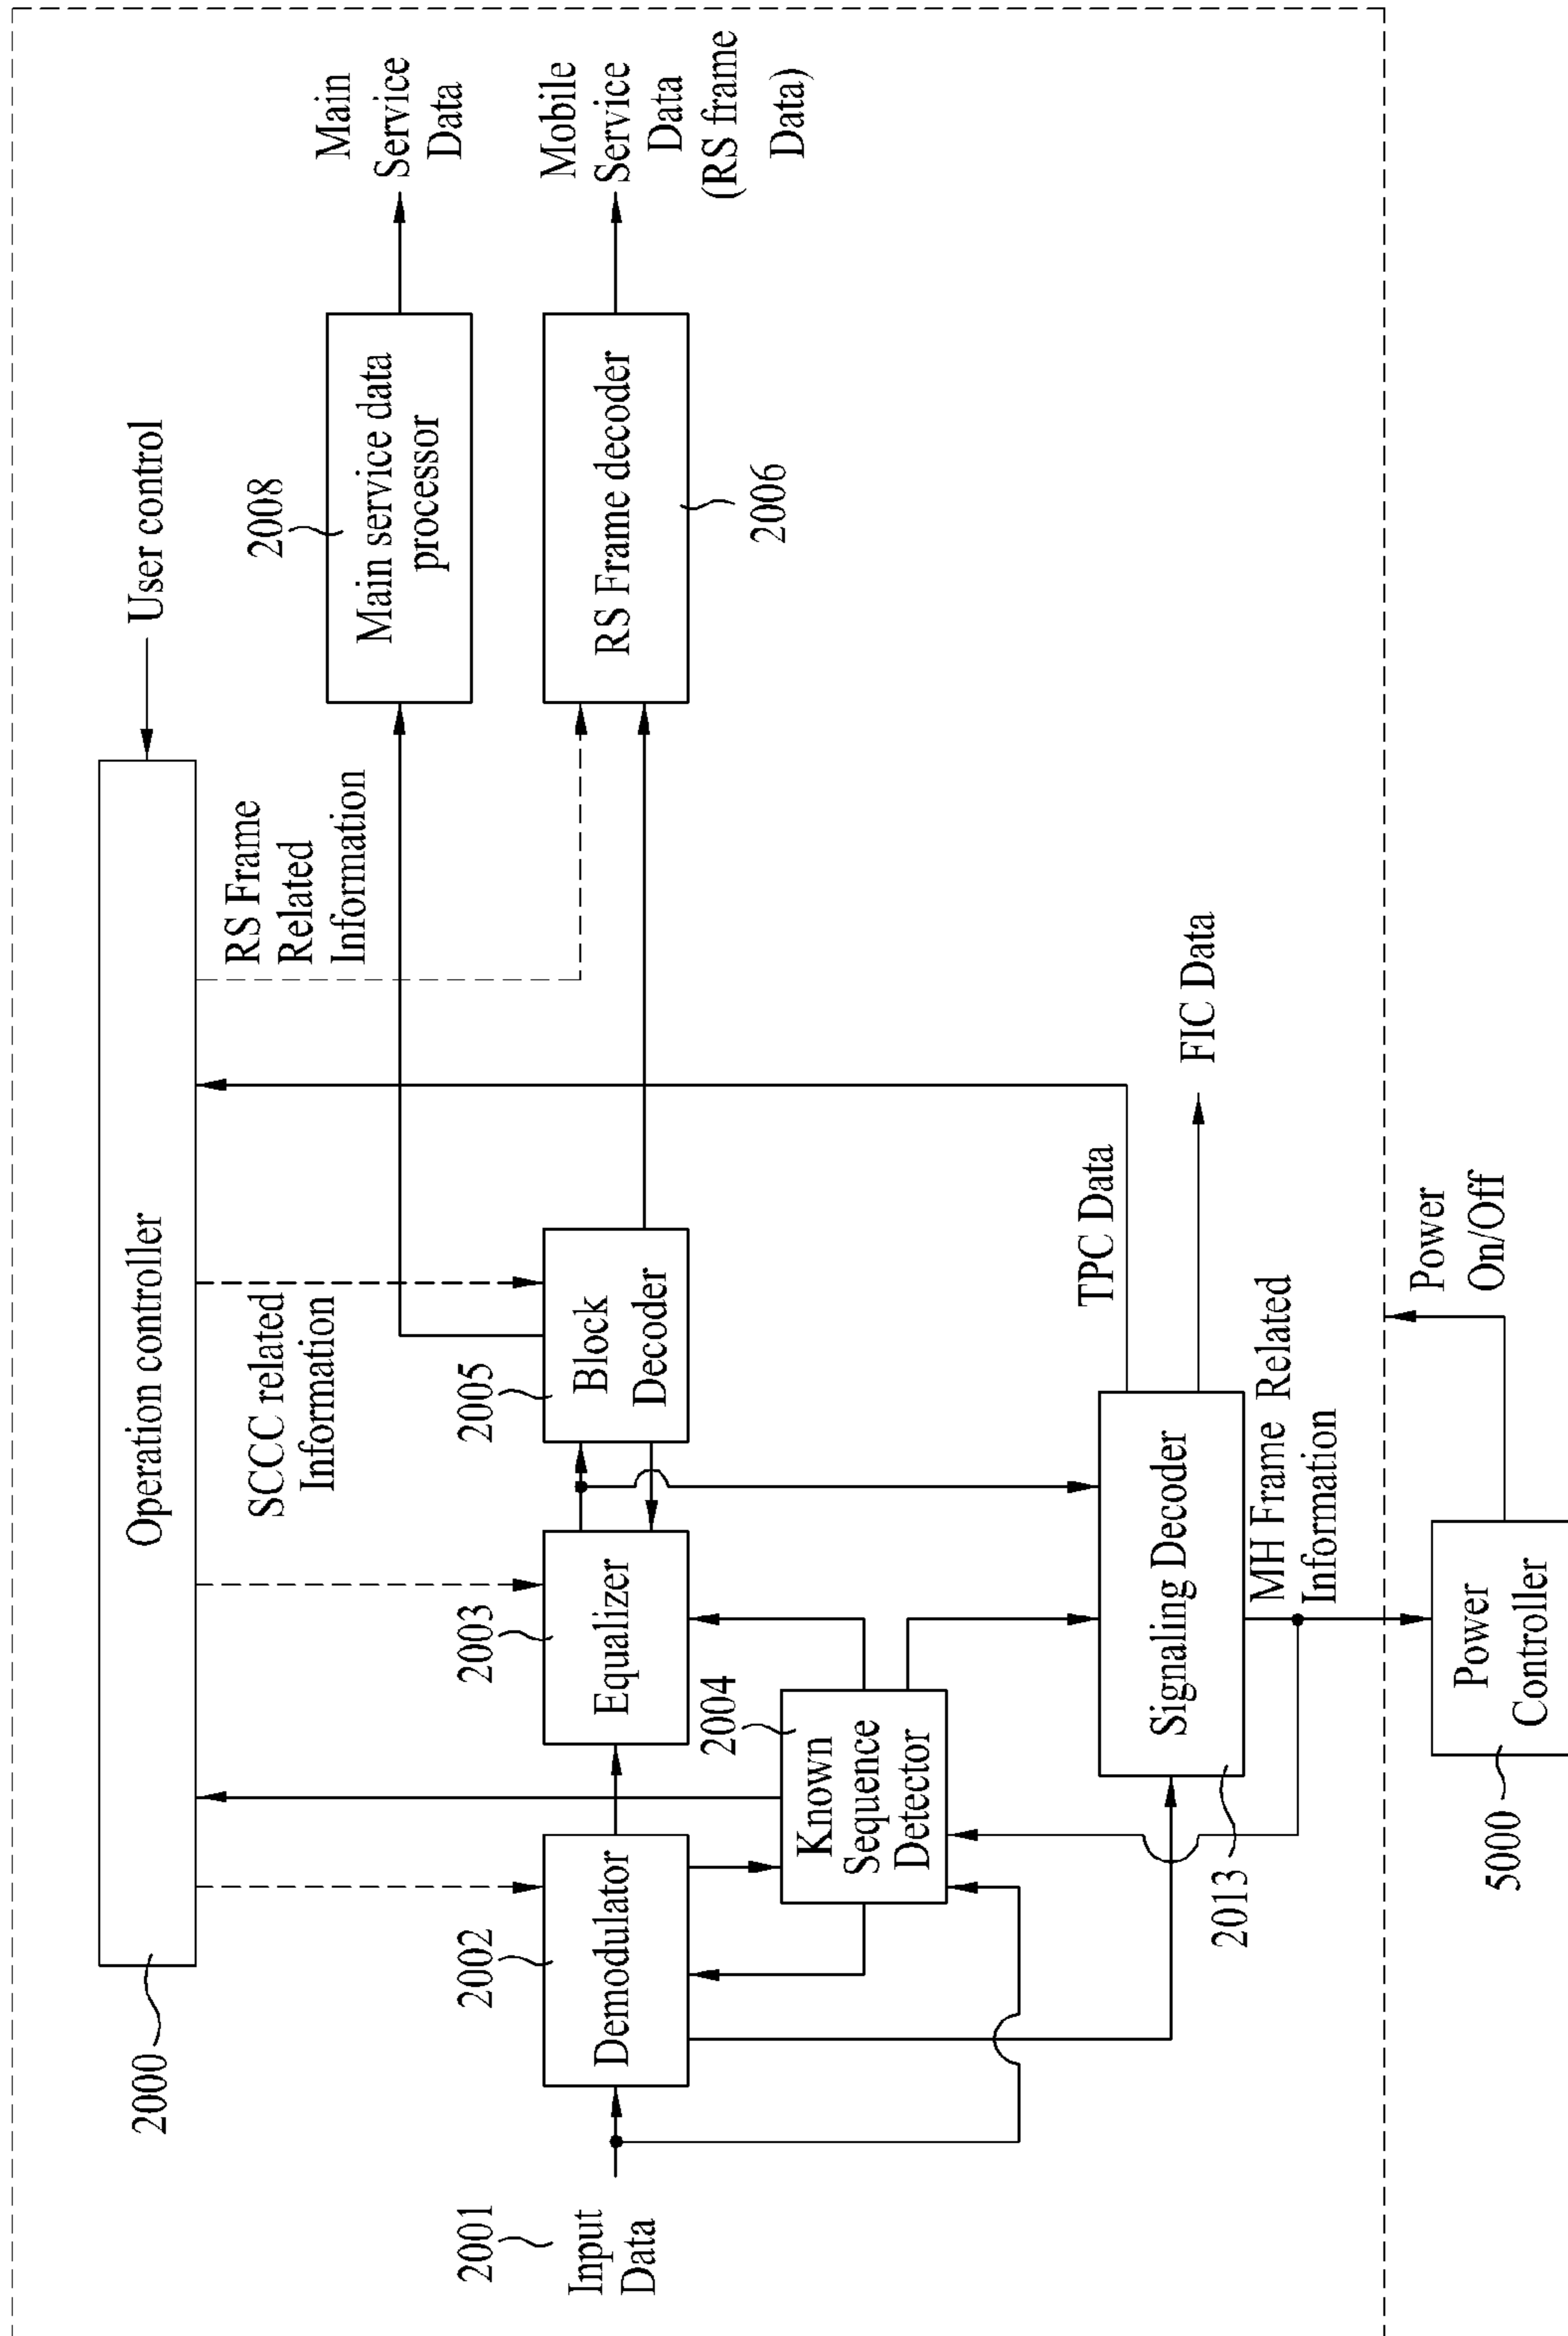 2000
Operation controller
User control
SCCC related
Information
RS Frame
Related
Information
2008
Main service data
processor
Main
Service
Data
2001
Input
Data
2002
Demodulator
2003
Equalizer
2005
Block
Decoder
RS Frame decoder
2006
Mobile
Service
Data
(RS frame
Data)
2004
Known
Sequence
Detector
TPC Data
2013
Signaling Decoder
FIC Data
MH Frame Related
Information
Power
On/Off
5000
Power
Controller